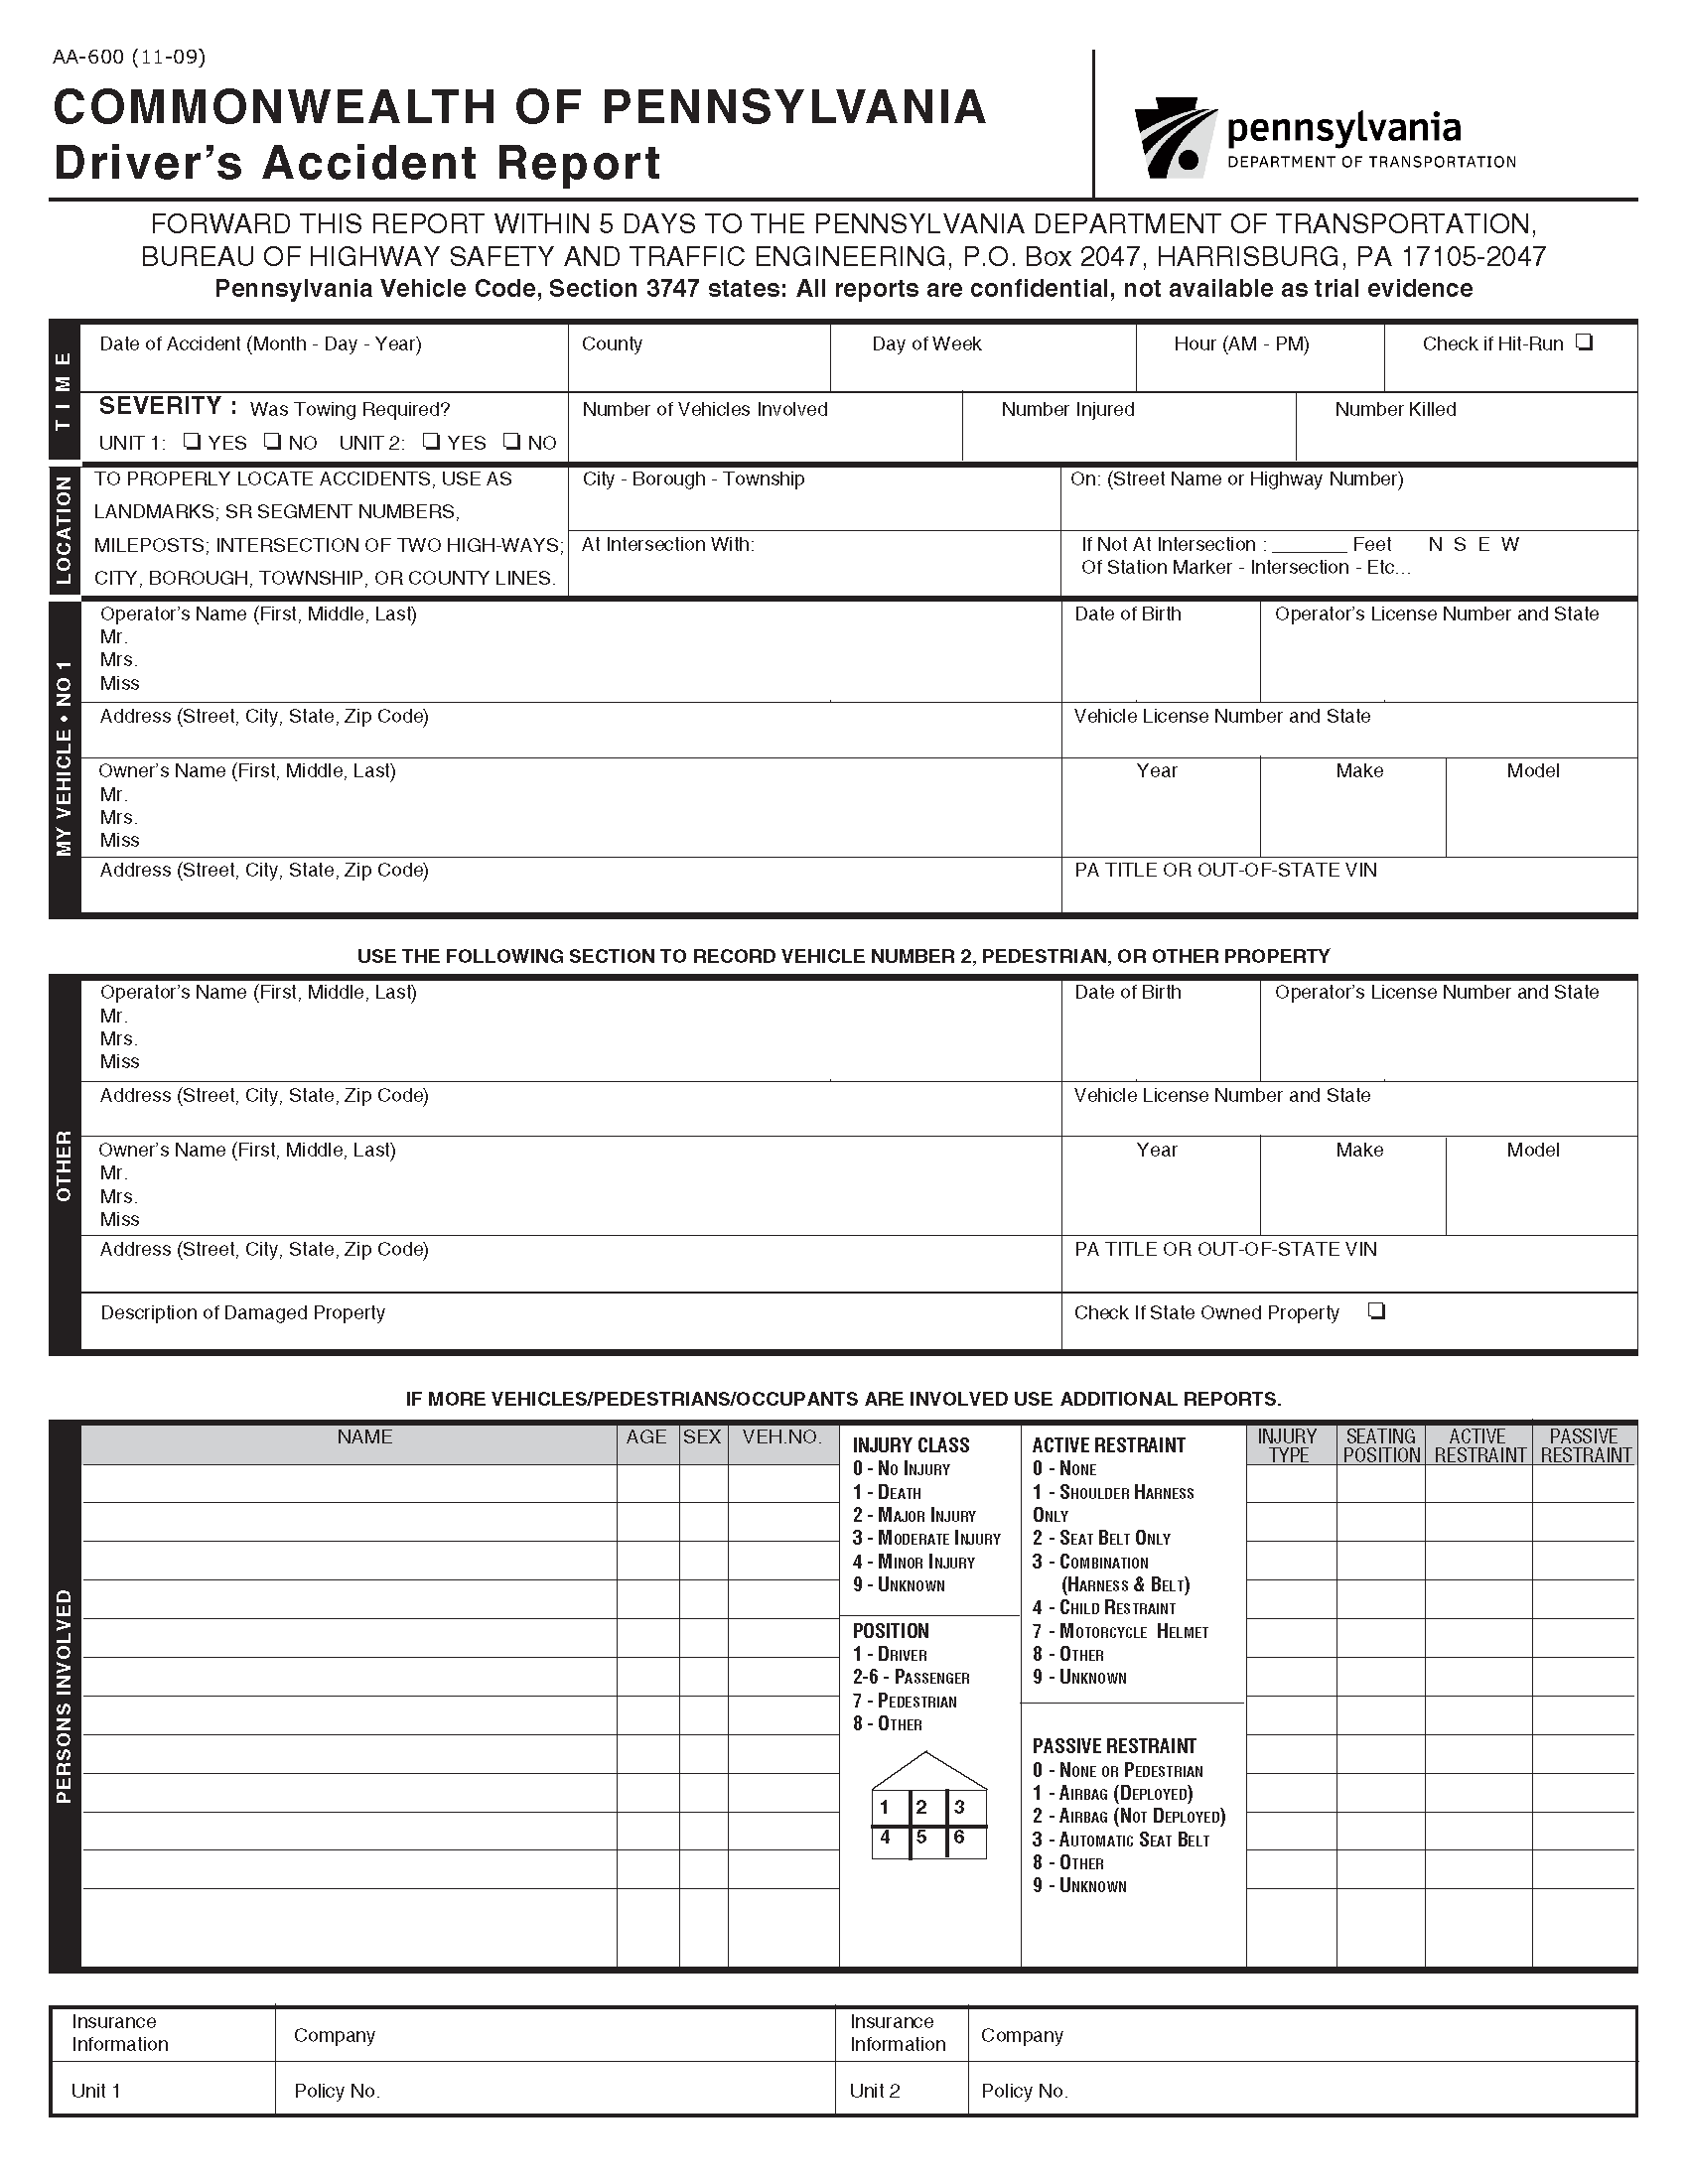 AA-600 (11-09)
COMMONWEALTH OF PENNSYLVANIA
Driver's Accident Report
pennsylvania
DEPARTMENT OF TRANSPORTATION
FORWARD THIS REPORT WITHIN 5 DAYS TO THE PENNSYLVANIA DEPARTMENT OF TRANSPORTATION,
BUREAU OF HIGHWAY SAFETY AND TRAFFIC ENGINEERING, P.O. Box 2047, HARRISBURG, PA 17105-2047
Pennsylvania Vehicle Code, Section 3747 states: All reports are confidential, not available as trial evidence
TIME
Date of Accident (Month - Day - Year) County Day of Week Hour (AM - PM) Check if Hit-Run ❏
SEVERITY : Was Towing Required? Number of Vehicles Involved Number Injured Number Killed
UNIT 1: ❏ YES ❏ NO UNIT 2: ❏ YES ❏ NO
LOCATION
TO PROPERLY LOCATE ACCIDENTS, USE AS
LANDMARKS; SR SEGMENT NUMBERS,
MILEPOSTS; INTERSECTION OF TWO HIGH-WAYS;
CITY, BOROUGH, TOWNSHIP, OR COUNTY LINES.
City - Borough - Township
On: (Street Name or Highway Number)
At Intersection With:
If Not At Intersection : _______ Feet N S E W
Of Station Marker - Intersection - Etc...
MY VEHICLE • NO 1
Operator's Name (First, Middle, Last) Date of Birth Operator's License Number and State
Mr.
Mrs.
Miss
Address (Street, City, State, Zip Code) Vehicle License Number and State
Owner's Name (First, Middle, Last) Year Make Model
Mr.
Mrs.
Miss
Address (Street, City, State, Zip Code) PA TITLE OR OUT-OF-STATE VIN
USE THE FOLLOWING SECTION TO RECORD VEHICLE NUMBER 2, PEDESTRIAN, OR OTHER PROPERTY
OTHER
Operator's Name (First, Middle, Last) Date of Birth Operator's License Number and State
Mr.
Mrs.
Miss
Address (Street, City, State, Zip Code) Vehicle License Number and State
Owner's Name (First, Middle, Last) Year Make Model
Mr.
Mrs.
Miss
Address (Street, City, State, Zip Code) PA TITLE OR OUT-OF-STATE VIN
Description of Damaged Property Check If State Owned Property ❏
IF MORE VEHICLES/PEDESTRIANS/OCCUPANTS ARE INVOLVED USE ADDITIONAL REPORTS.
PERSONS INVOLVED
NAME AGE SEX VEH.NO.
INJURY CLASS
0 - No Injury
1 - Death
2 - Major Injury
3 - Moderate Injury
4 - Minor Injury
9 - Unknown
POSITION
1 - Driver
2-6 - Passenger
7 - Pedestrian
8 - Other
1 2 3
4 5 6
ACTIVE RESTRAINT
0 - None
1 - Shoulder Harness
Only
2 - Seat Belt Only
3 - Combination
(Harness & Belt)
4 - Child Restraint
7 - Motorcycle Helmet
8 - Other
9 - Unknown
PASSIVE RESTRAINT
0 - None or Pedestrian
1 - Airbag (Deployed)
2 - Airbag (Not Deployed)
3 - Automatic Seat Belt
8 - Other
9 - Unknown
INJURY SEATING ACTIVE PASSIVE
TYPE POSITION RESTRAINT RESTRAINT
Insurance
Information
Company
Insurance
Information
Company
Unit 1 Policy No. Unit 2 Policy No.